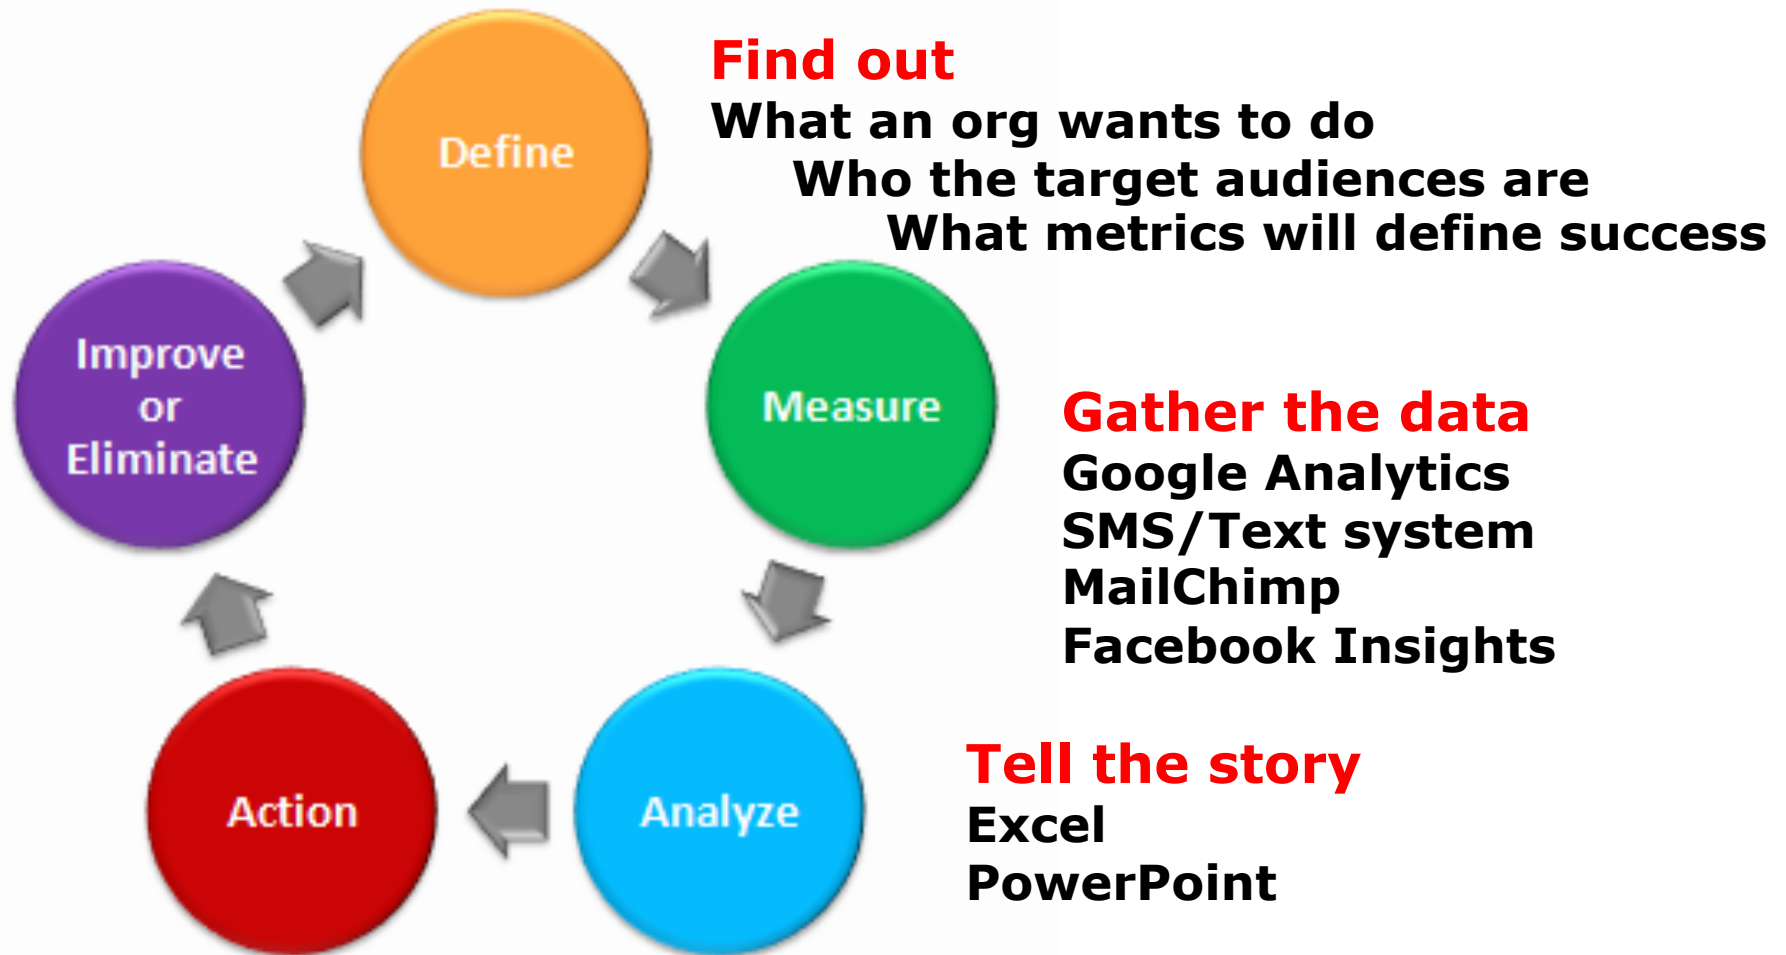 Define
Find out
What an org wants to do
Who the target audiences are
What metrics will define success
Measure
Gather the data
Google Analytics
SMS/Text system
MailChimp
Facebook Insights
Analyze
Tell the story
Excel
PowerPoint
Action
Improve
or
Eliminate